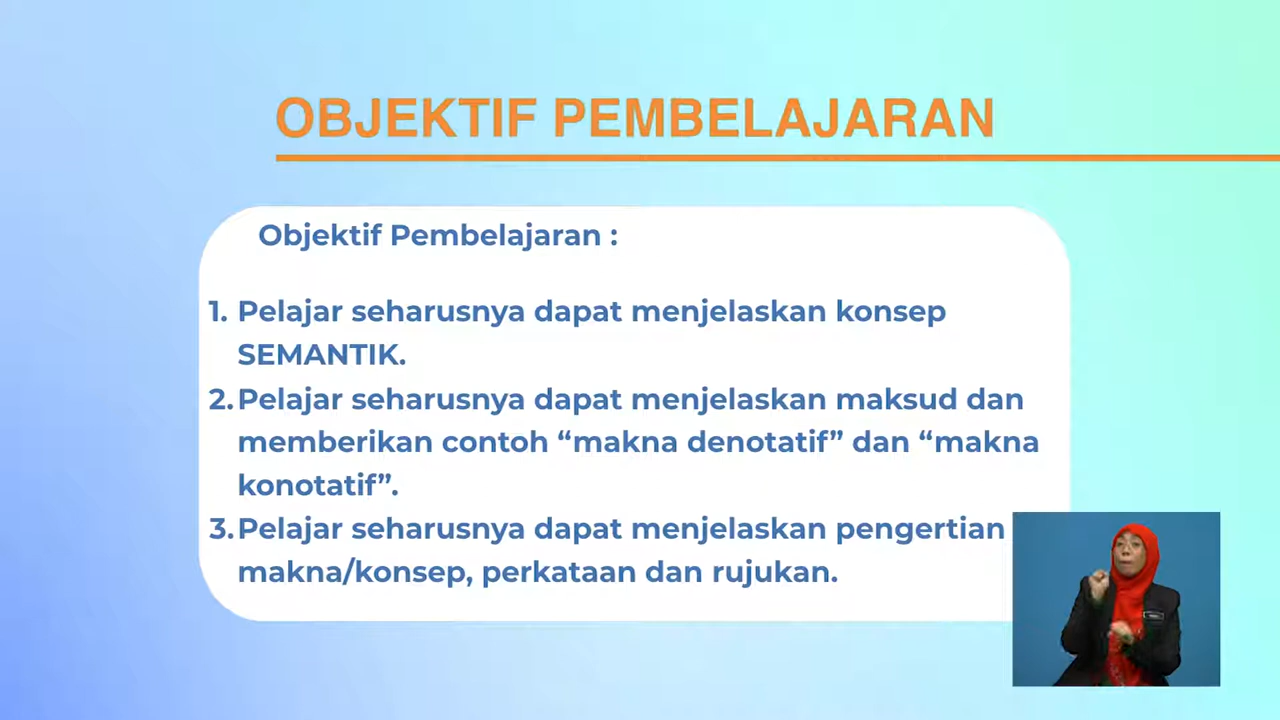 OBJEKTIF PEMBELAJARAN
Objektif Pembelajaran :
1. Pelajar seharusnya dapat menjelaskan konsep
SEMANTIK.
2. Pelajar seharusnya dapat menjelaskan maksud dan
memberikan contoh “makna denotatif” dan “makna
konotatif”.
3. Pelajar seharusnya dapat menjelaskan pengertian
makna/konsep, perkataan dan rujukan.